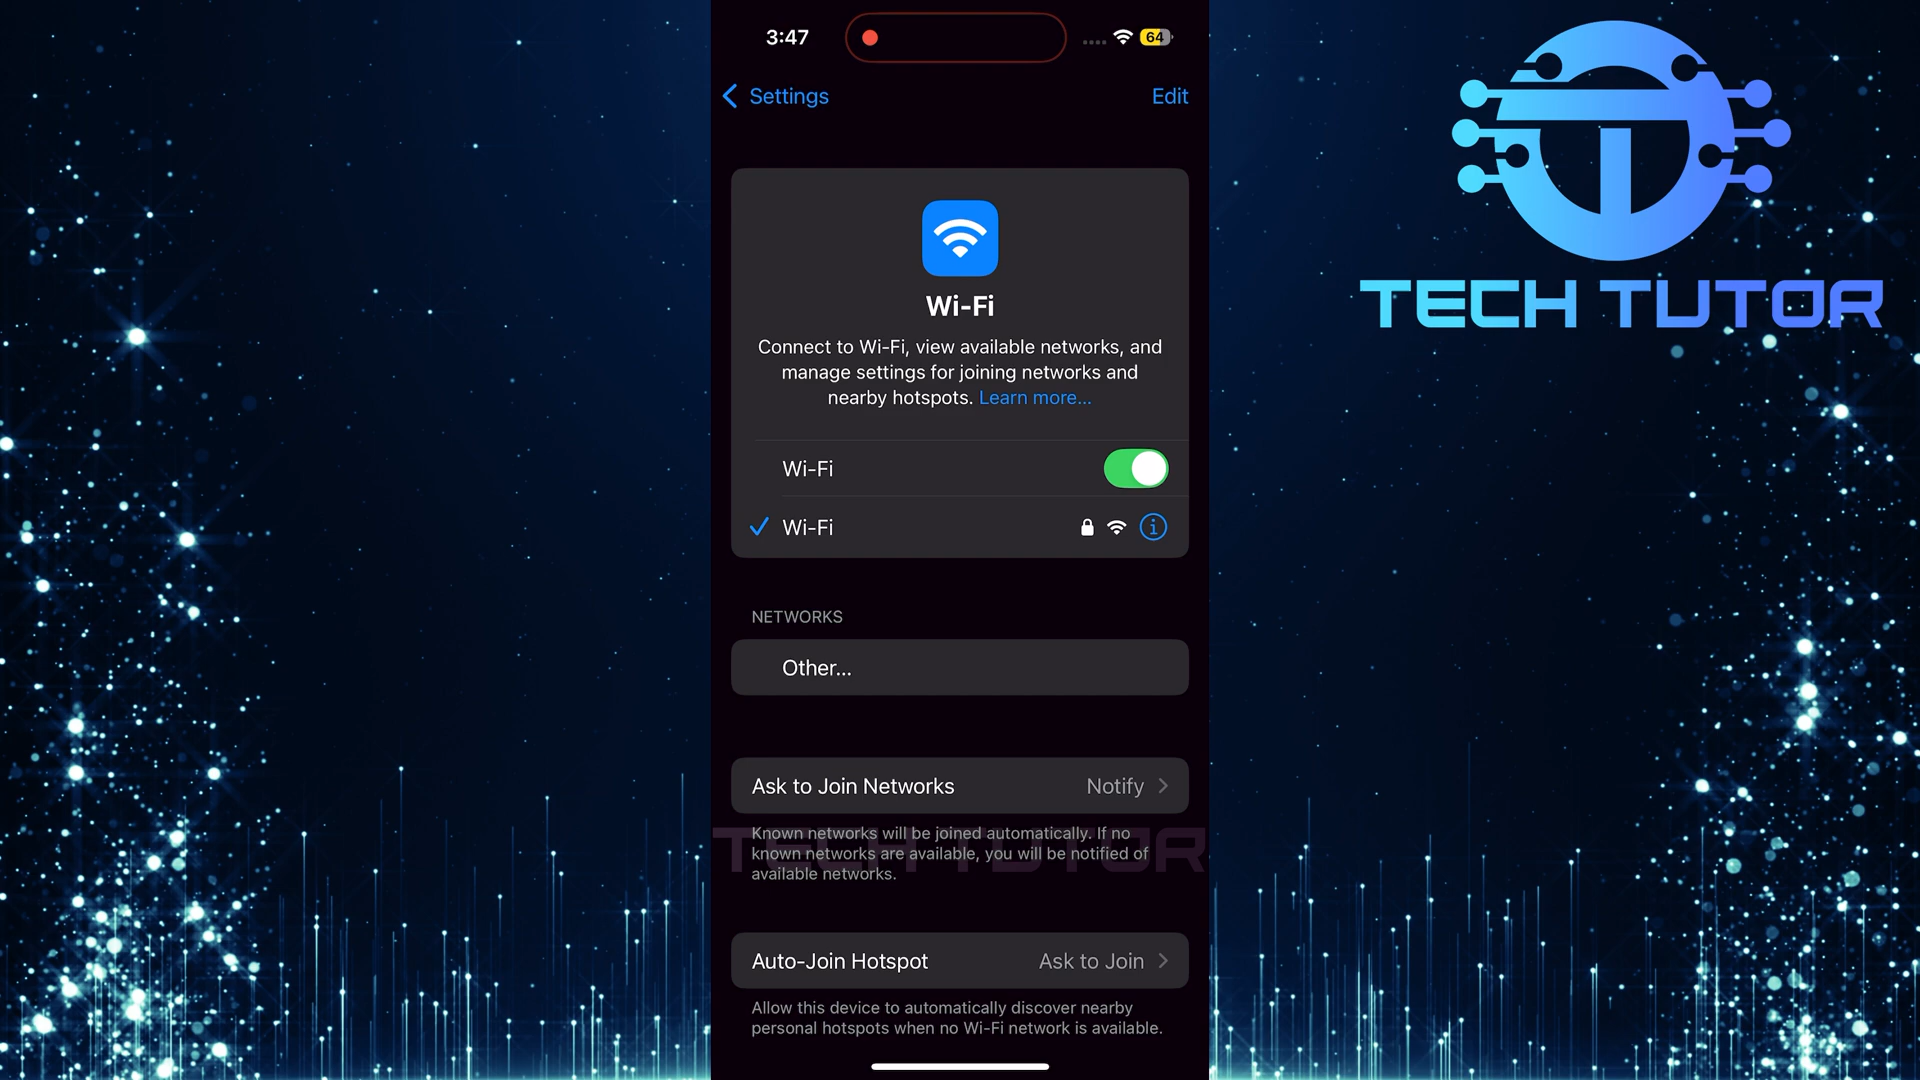 3:47
64
Settings
Edit
TECH TUTOR
Wi-Fi
Connect to Wi-Fi, view available networks, and
manage settings for joining networks and
nearby hotspots. Learn more...
Wi-Fi
Wi-Fi
NETWORKS
Other...
Ask to Join Networks
Notify
Known networks will be joined automatically. If no
known networks are available, you will be notified of
available networks.
TECH TUTOR
Auto-Join Hotspot
Ask to Join
Allow this device to automatically discover nearby
personal hotspots when no Wi-Fi network is available.